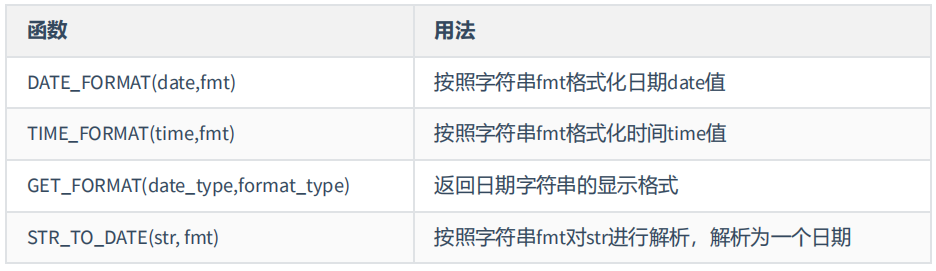 函数 用法
DATE_FORMAT(date,fmt) 按照字符串fmt格式化日期date值
TIME_FORMAT(time,fmt) 按照字符串fmt格式化时间time值
GET_FORMAT(date_type,format_type) 返回日期字符串的显示格式
STR_TO_DATE(str, fmt) 按照字符串fmt对str进行解析，解析为一个日期